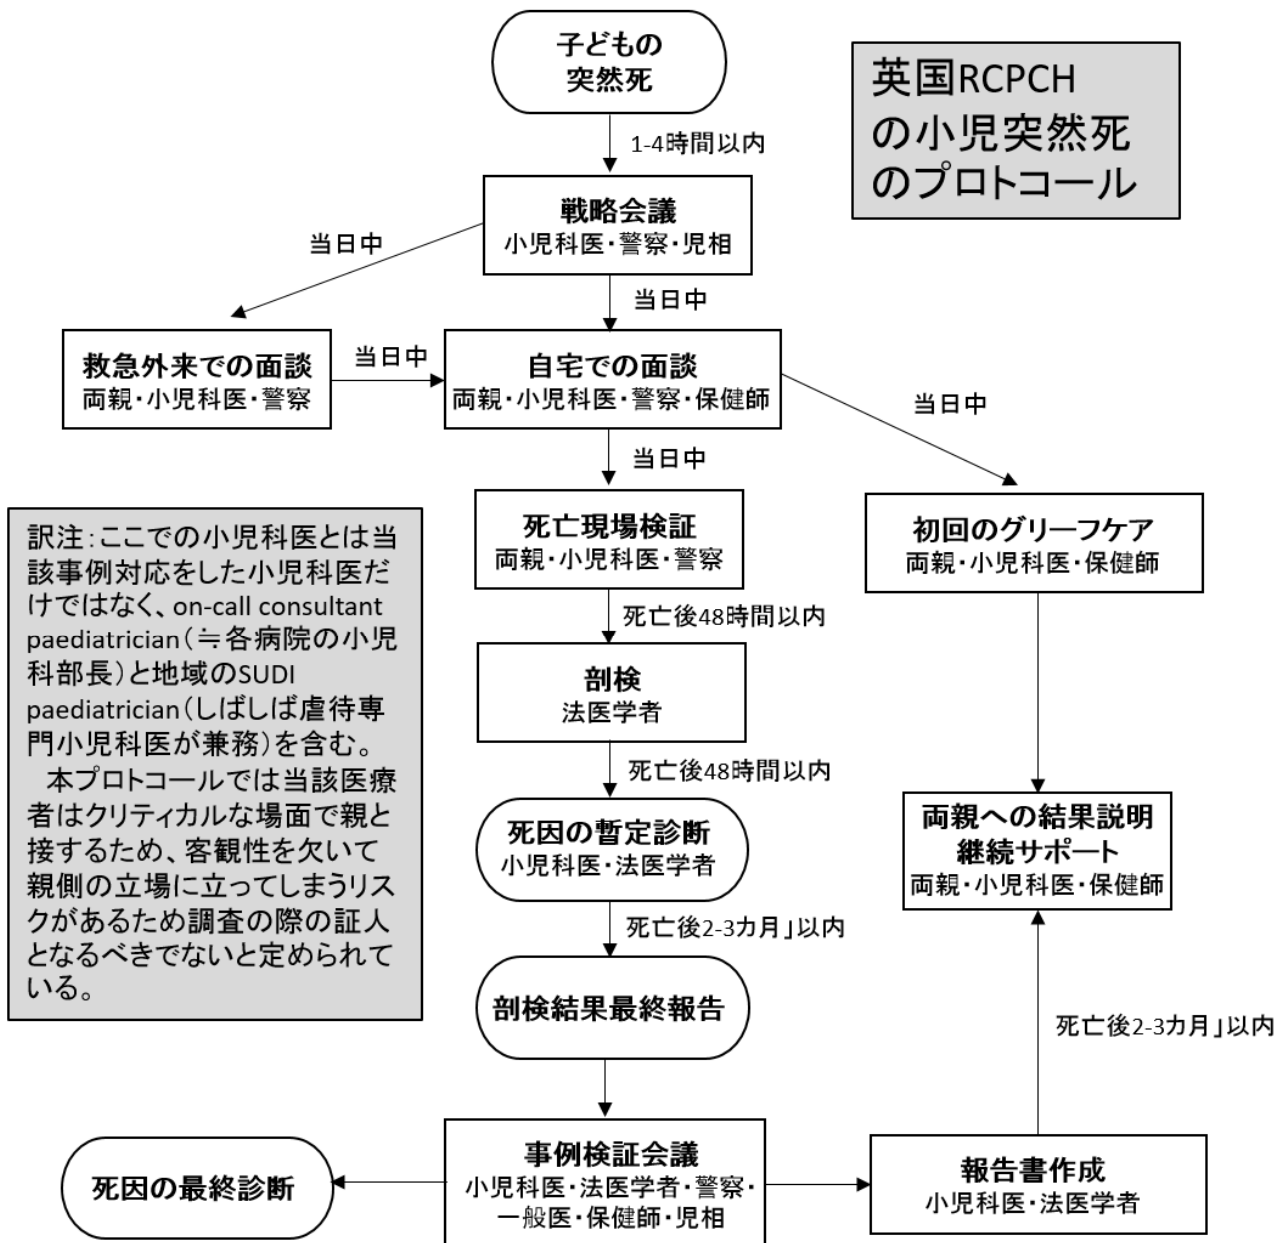 子どもの
突然死
英国RCPCH
の小児突然死
のプロトコール
1-4時間以内
戦略会議
小児科医・警察・児相
当日中
当日中
救急外来での面談
両親・小児科医・警察
当日中
自宅での面談
両親・小児科医・警察・保健師
当日中
当日中
死亡現場検証
両親・小児科医・警察
初回のグリーフケア
両親・小児科医・保健師
訳注：ここでの小児科医とは当
該事例対応をした小児科医だ
けではなく、on-call consultant
paediatrician（≒各病院の小児
科部長）と地域のSUDI
paediatrician（しばしば虐待専
門小児科医が兼務）を含む。
本プロトコールでは当該医療
者はクリティカルな場面で親と
接するため、客観性を欠いて
親側の立場に立ってしまうリス
クがあるため調査の際の証人
となるべきでないと定められて
いる。
死亡後48時間以内
剖検
法医学者
死亡後48時間以内
死因の暫定診断
小児科医・法医学者
両親への結果説明
継続サポート
両親・小児科医・保健師
死亡後2-3カ月」以内
剖検結果最終報告
死亡後2-3カ月」以内
死因の最終診断
事例検証会議
小児科医・法医学者・警察・
一般医・保健師・児相
報告書作成
小児科医・法医学者